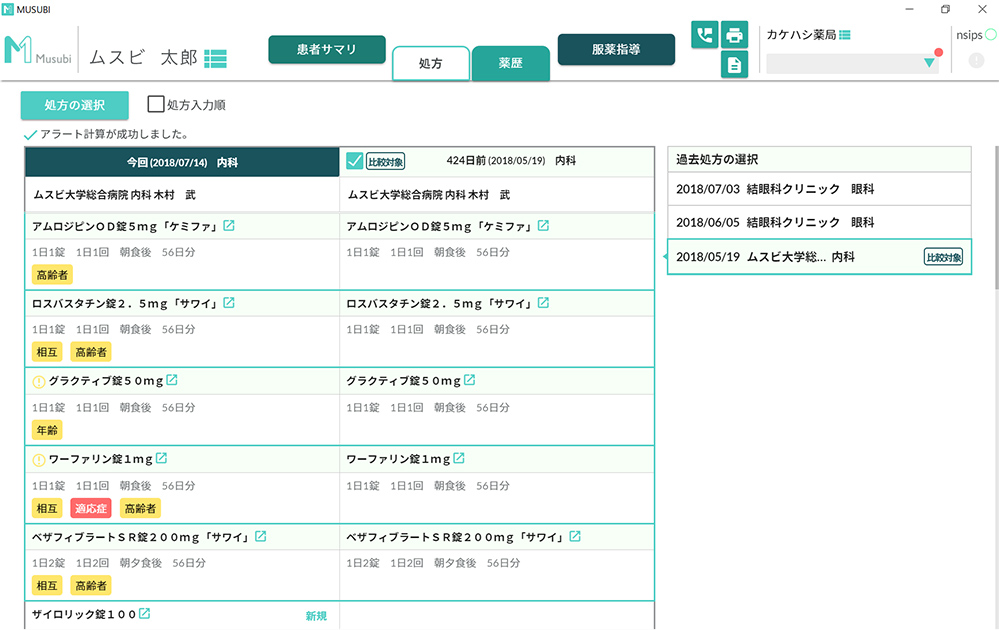 MUSUBI
Musubi
ムスビ 太郎
患者サマリ
処方
薬歴
服薬指導
カケハシ薬局
nsips
処方の選択
処方入力順
アラート計算が成功しました。
今回(2018/07/14) 内科
比較対象 424日前(2018/05/19) 内科
ムスビ大学総合病院 内科 木村 武 ムスビ大学総合病院 内科 木村 武
アムロジピンOD錠5mg「ケミファ」 アムロジピンOD錠5mg「ケミファ」
1日1錠 1日1回 朝食後 56日分 1日1錠 1日1回 朝食後 56日分
高齢者
ロスバスタチン錠2.5mg「サワイ」 ロスバスタチン錠2.5mg「サワイ」
1日1錠 1日1回 朝食後 56日分 1日1錠 1日1回 朝食後 56日分
相互 高齢者
グラクティブ錠50mg グラクティブ錠50mg
1日1錠 1日1回 朝食後 56日分 1日1錠 1日1回 朝食後 56日分
年齢
ワーファリン錠1mg ワーファリン錠1mg
1日1錠 1日1回 朝食後 56日分 1日1錠 1日1回 朝食後 56日分
相互 適応症 高齢者
ベザフィブラートSR錠200mg「サワイ」 ベザフィブラートSR錠200mg「サワイ」
1日2錠 1日2回 朝夕食後 56日分 1日2錠 1日2回 朝夕食後 56日分
相互 高齢者
ザイロリック錠100 新規
過去処方の選択
2018/07/03 結眼科クリニック 眼科
2018/06/05 結眼科クリニック 眼科
2018/05/19 ムスビ大学総... 内科 比較対象